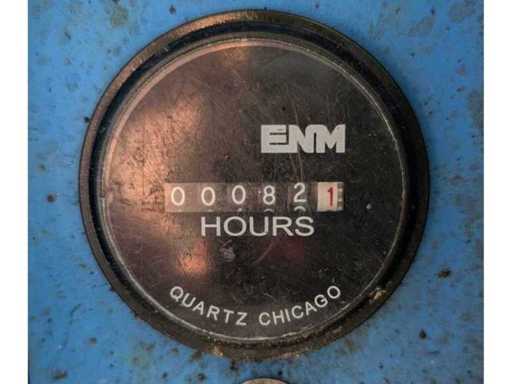 ENM
000821
HOURS
QUARTZ CHICAGO